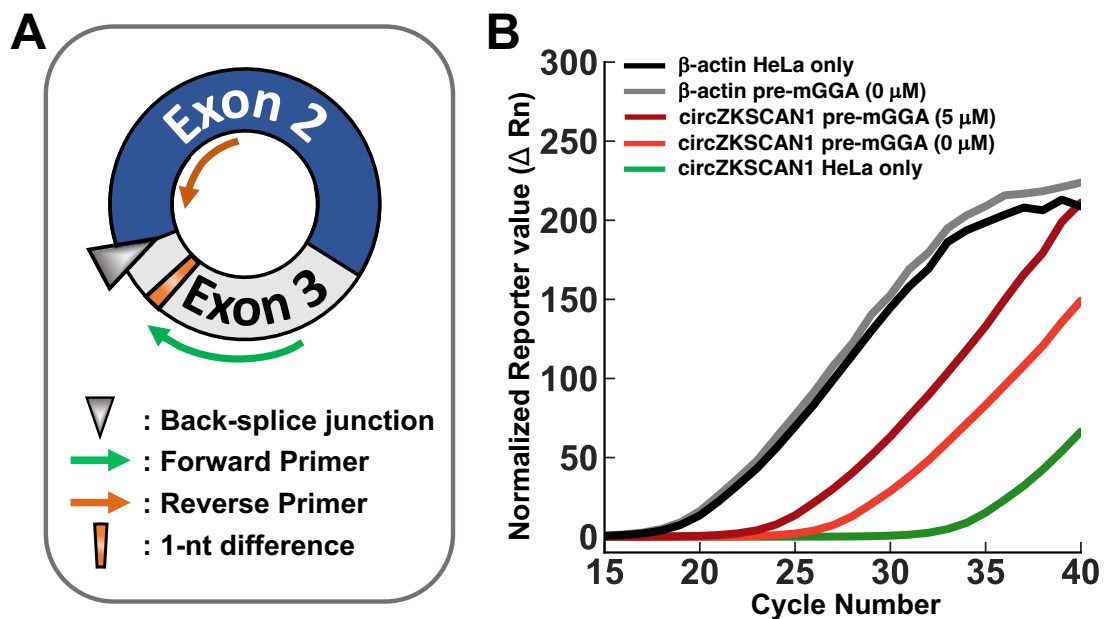 A
Exon 2
Exon 3
: Back-splice junction
: Forward Primer
: Reverse Primer
: 1-nt difference
B
Normalized Reporter value (Δ Rn)
300
250
200
150
100
50
0
β-actin HeLa only
β-actin pre-mGGA (0 μM)
circZKSCAN1 pre-mGGA (5 μM)
circZKSCAN1 pre-mGGA (0 μM)
circZKSCAN1 HeLa only
15 20 25 30 35 40
Cycle Number